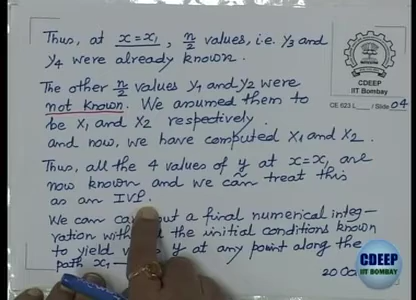 Thus, at x = x₁, n/2 values, i.e. y₃ and
y₄ were already known.
The other n/2 values y₁ and y₂ were
not known. We assumed them to
be X₁ and X₂ respectively.
and now, we have computed X₁ and X₂.
Thus, all the 4 values of y at x = x₁ are
now known and we can treat this
as an IVP.
We can out a final numerical integ-
ration with the initial conditions known
to yield y at any point along the
path x₁
CDEEP
IIT Bombay
CE 623 L___/Slide 04
CDEEP
IIT BOMBAY